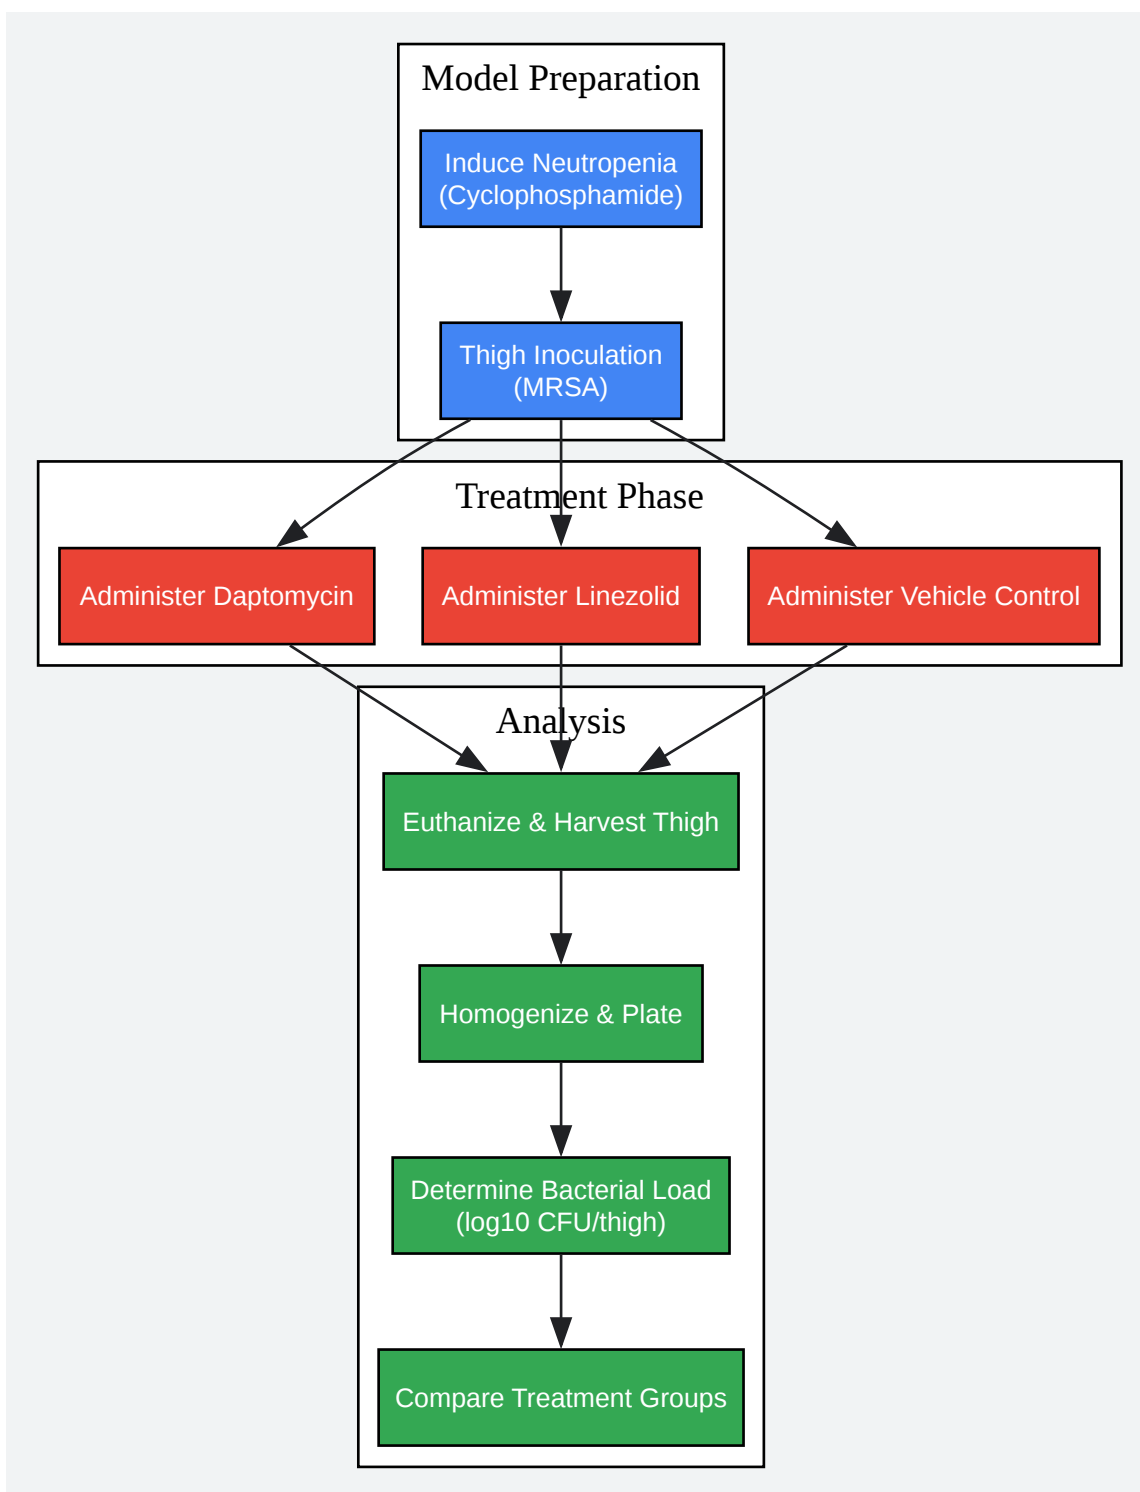 Model Preparation
Induce Neutropenia
(Cyclophosphamide)
Thigh Inoculation
(MRSA)
Treatment Phase
Administer Daptomycin
Administer Linezolid
Administer Vehicle Control
Analysis
Euthanize & Harvest Thigh
Homogenize & Plate
Determine Bacterial Load
(log10 CFU/thigh)
Compare Treatment Groups